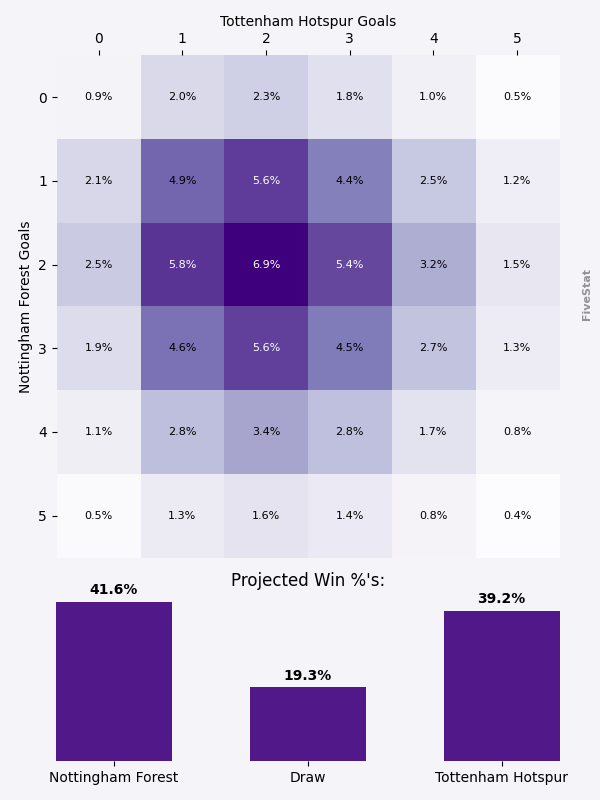 Tottenham Hotspur Goals
0 1 2 3 4 5
0 0.9% 2.0% 2.3% 1.8% 1.0% 0.5%
1 2.1% 4.9% 5.6% 4.4% 2.5% 1.2%
2 2.5% 5.8% 6.9% 5.4% 3.2% 1.5%
3 1.9% 4.6% 5.6% 4.5% 2.7% 1.3%
4 1.1% 2.8% 3.4% 2.8% 1.7% 0.8%
5 0.5% 1.3% 1.6% 1.4% 0.8% 0.4%
Nottingham Forest Goals
FiveStat
Projected Win %'s:
41.6% 19.3% 39.2%
Nottingham Forest Draw Tottenham Hotspur